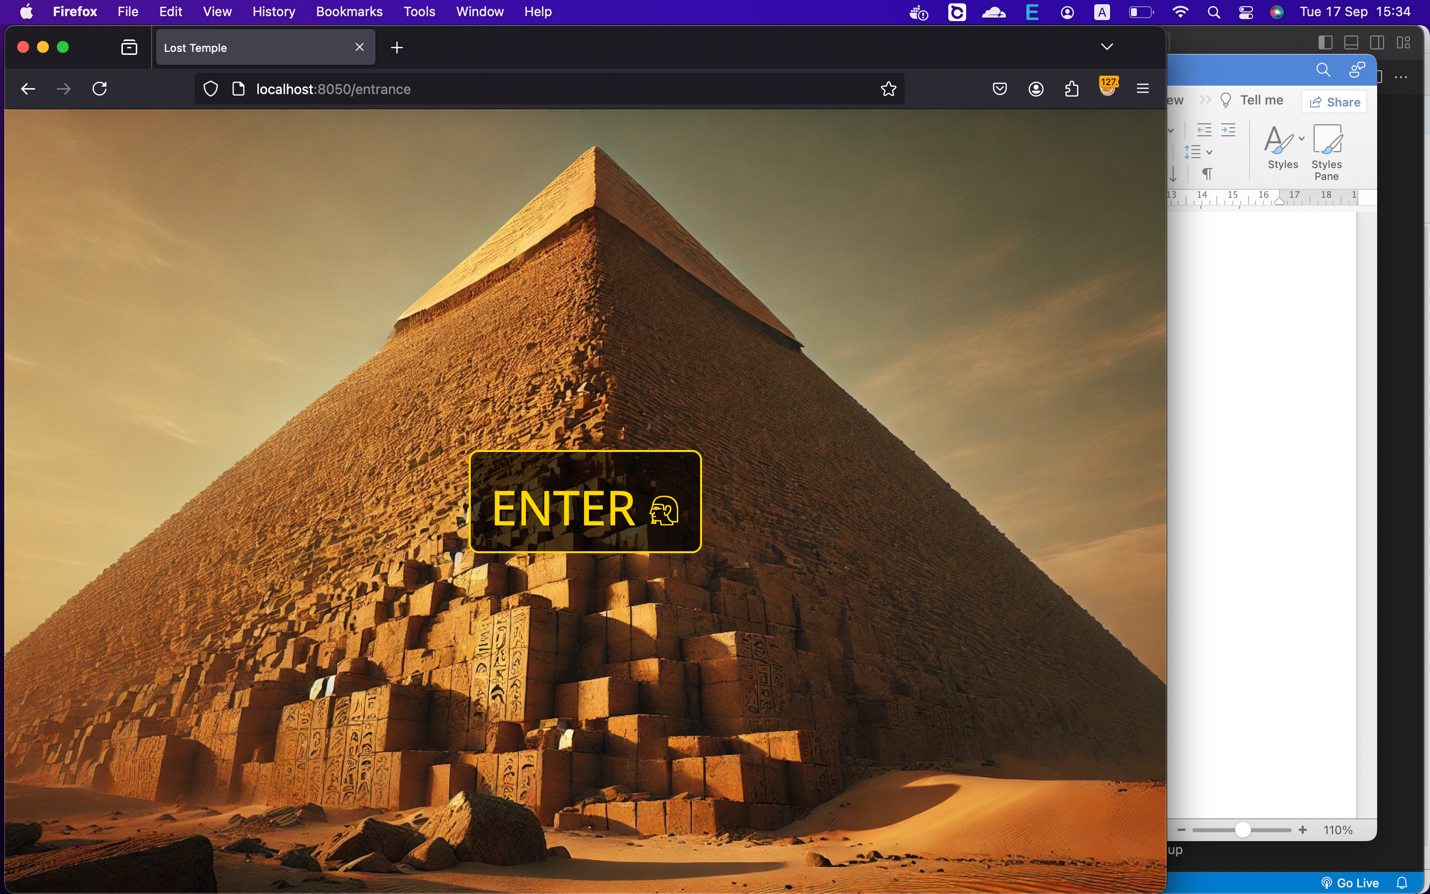 Firefox File Edit View History Bookmarks Tools Window Help
E A Tue 17 Sep 15:34
Lost Temple
localhost:8050/entrance
127.
ew Tell me Share
Styles Styles
Pane
13 14 15 16 17 18 1
ENTER
110%
up
Go Live